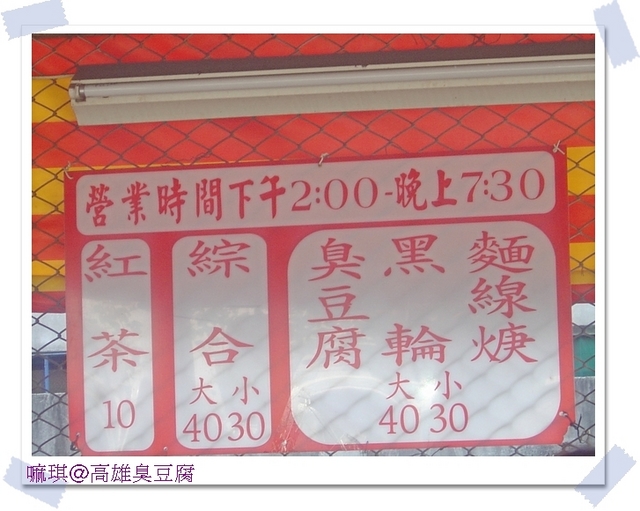 營業時間下午2:00-晚上7:30
麵線焿
黑輪
臭豆腐
大 小
40 30
綜合
大 小
40 30
紅茶
10
嘛琪@高雄臭豆腐